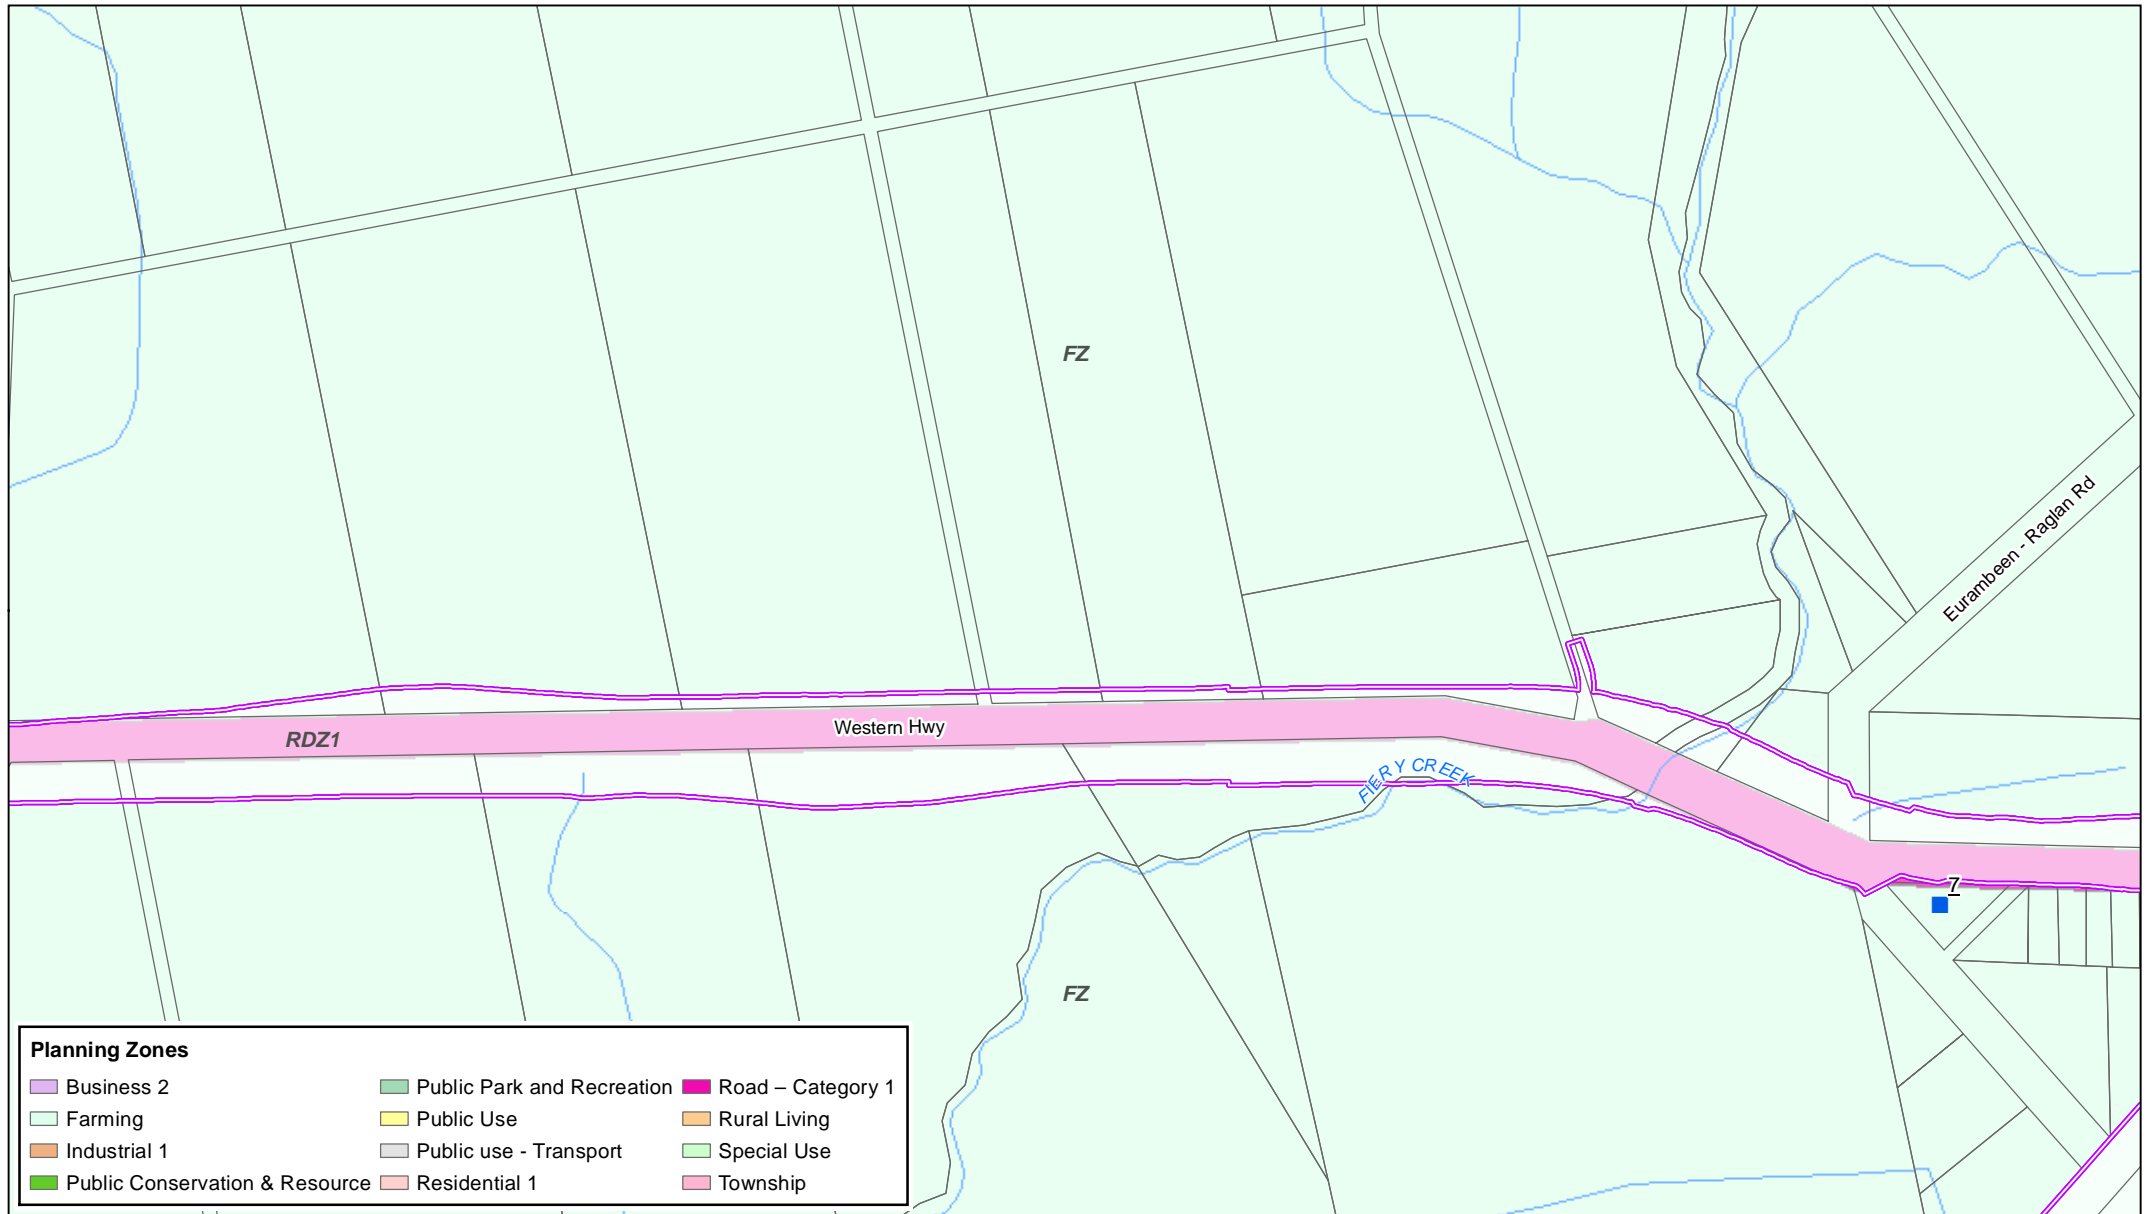 FZ
Eurambeen - Raglan Rd
Western Hwy
RDZ1
FIERY CREEK
7
FZ
Planning Zones
Business 2
Farming
Industrial 1
Public Conservation & Resource
Public Park and Recreation
Public Use
Public use - Transport
Residential 1
Road – Category 1
Rural Living
Special Use
Township